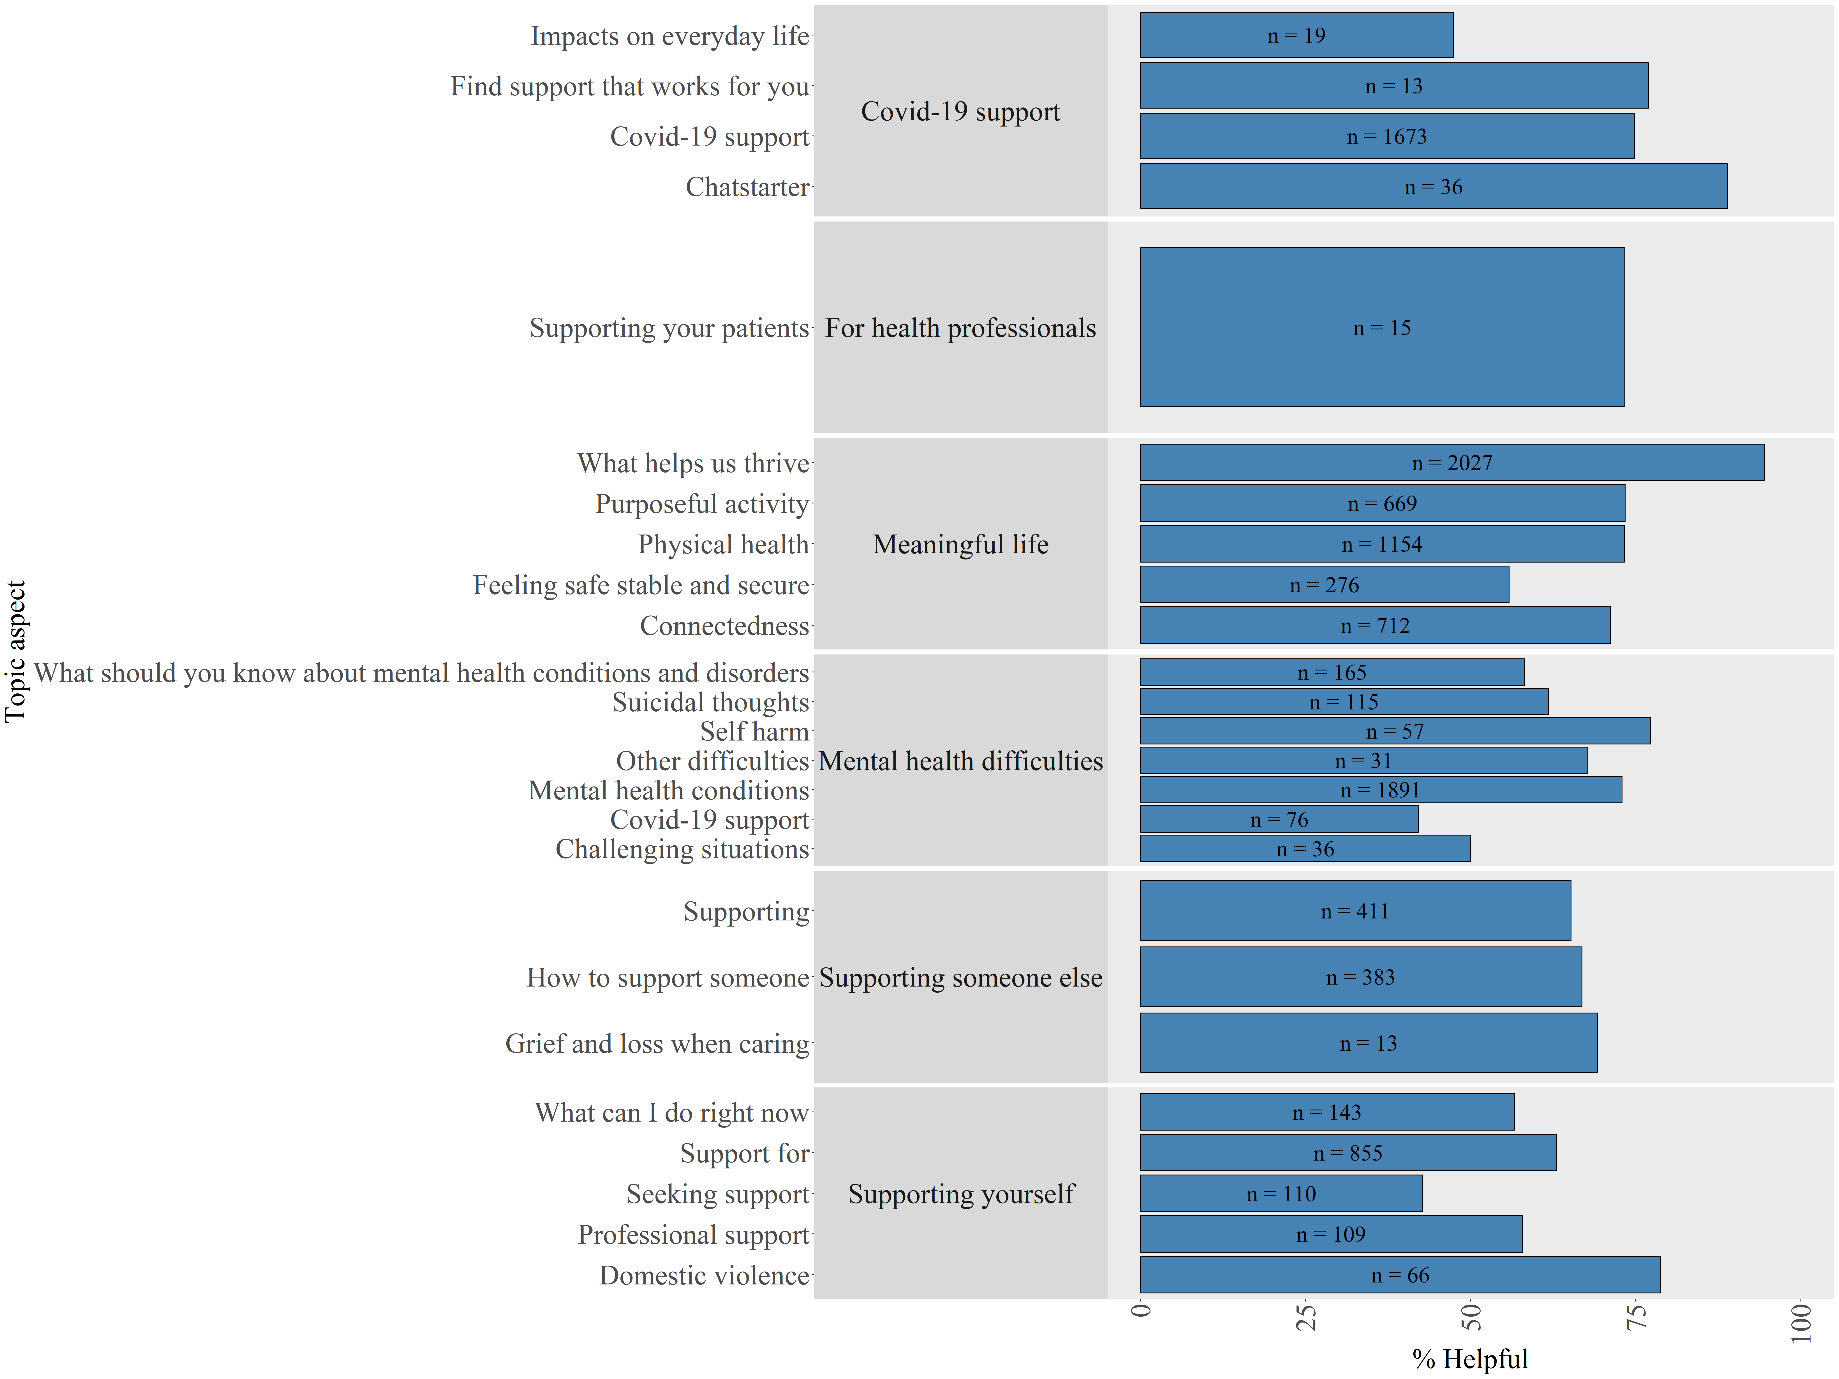 Topic aspect
Impacts on everyday life
Find support that works for you
Covid-19 support
Chatstarter
Covid-19 support
n = 19
n = 13
n = 1673
n = 36
Supporting your patients
For health professionals
n = 15
What helps us thrive
Purposeful activity
Physical health
Feeling safe stable and secure
Connectedness
Meaningful life
n = 2027
n = 669
n = 1154
n = 276
n = 712
What should you know about mental health conditions and disorders
Suicidal thoughts
Self harm
Other difficulties
Mental health conditions
Covid-19 support
Challenging situations
Mental health difficulties
n = 165
n = 115
n = 57
n = 31
n = 1891
n = 76
n = 36
Supporting
How to support someone
Grief and loss when caring
Supporting someone else
n = 411
n = 383
n = 13
What can I do right now
Support for
Seeking support
Professional support
Domestic violence
Supporting yourself
n = 143
n = 855
n = 110
n = 109
n = 66
0
25
50
75
100
% Helpful